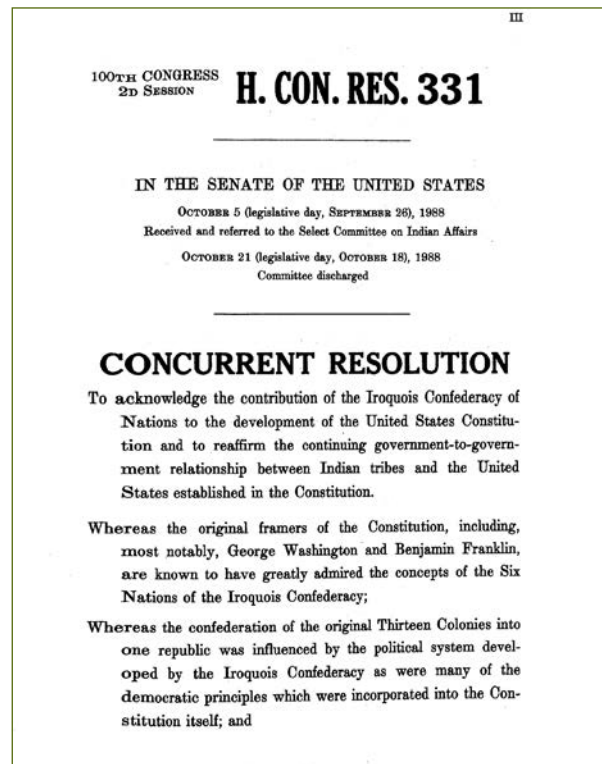 III
100TH CONGRESS
2D SESSION
H. CON. RES. 331
IN THE SENATE OF THE UNITED STATES
OCTOBER 5 (legislative day, SEPTEMBER 26), 1988
Received and referred to the Select Committee on Indian Affairs
OCTOBER 21 (legislative day, OCTOBER 18), 1988
Committee discharged
CONCURRENT RESOLUTION
To acknowledge the contribution of the Iroquois Confederacy of
Nations to the development of the United States Constitu-
tion and to reaffirm the continuing government-to-govern-
ment relationship between Indian tribes and the United
States established in the Constitution.
Whereas the original framers of the Constitution, including,
most notably, George Washington and Benjamin Franklin,
are known to have greatly admired the concepts of the Six
Nations of the Iroquois Confederacy;
Whereas the confederation of the original Thirteen Colonies into
one republic was influenced by the political system devel-
oped by the Iroquois Confederacy as were many of the
democratic principles which were incorporated into the Con-
stitution itself; and